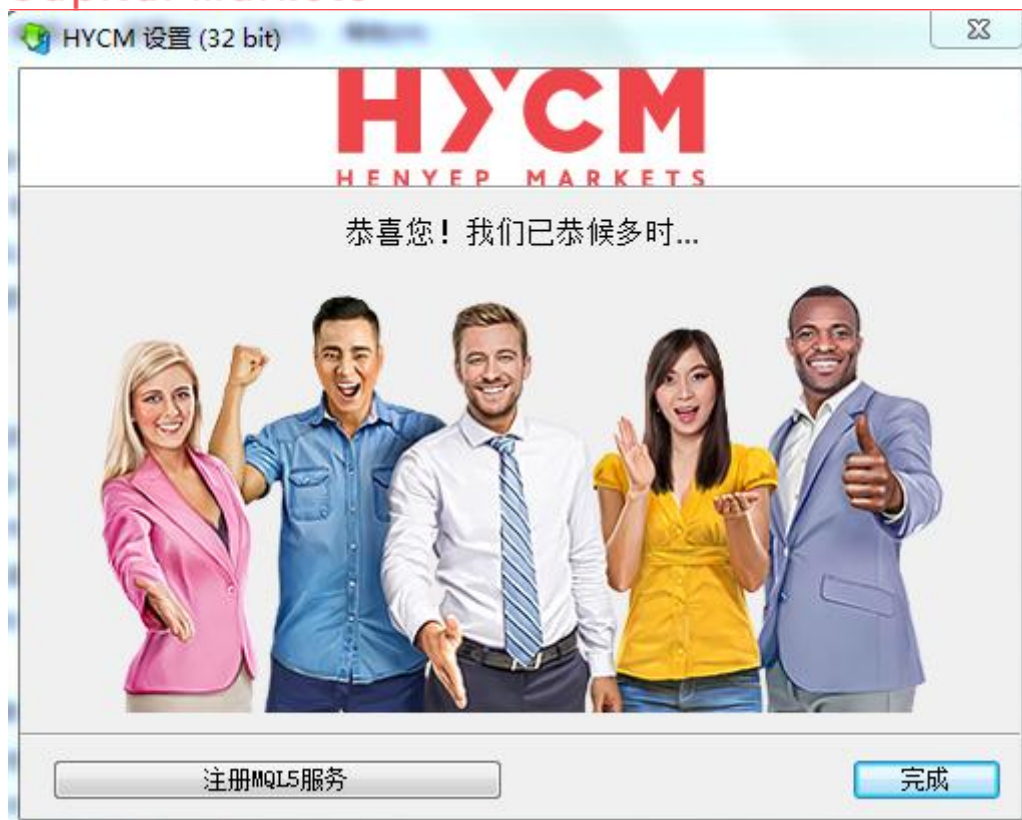 HYCM 设置 (32 bit)
HYCM
HENYEP MARKETS
恭喜您！我们已恭候多时...
注册MQL5服务
完成